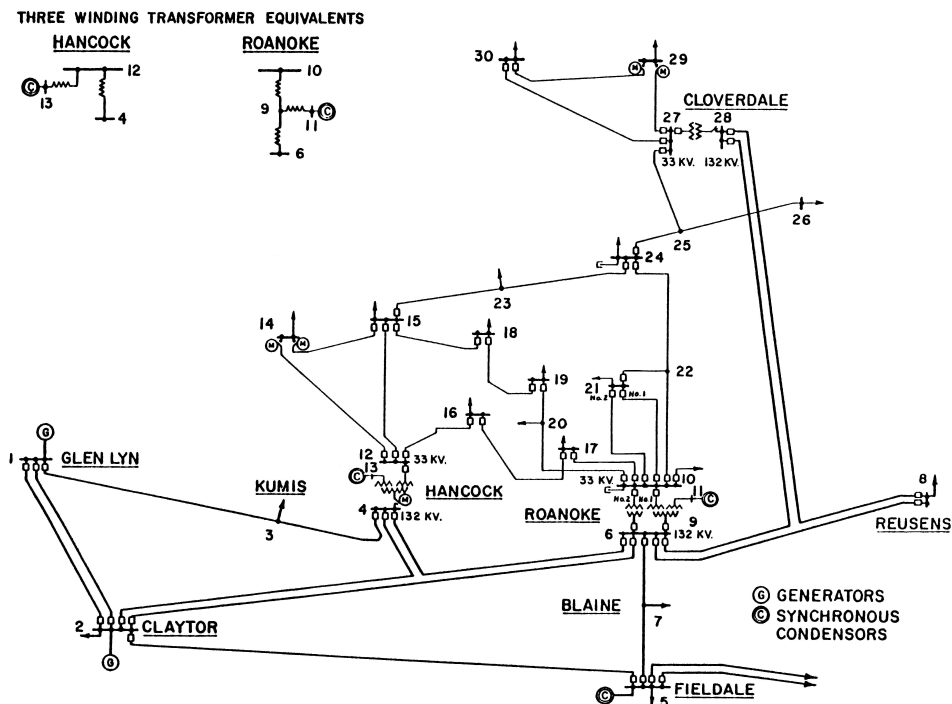 THREE WINDING TRANSFORMER EQUIVALENTS
HANCOCK
ROANOKE
12
C
13
4
10
9
C
11
6
30
29
M
M
CLOVERDALE
27
28
33 KV.
132 KV.
26
25
24
23
14
M
M
15
18
22
19
21
No.2
No.1
16
20
17
12
33 KV.
13
C
HANCOCK
M
4
132 KV.
33 KV.
10
No.2
No.1
11
C
ROANOKE
9
6
132 KV.
8
REUSENS
G
1
GLEN LYN
KUMIS
3
BLAINE
7
2
CLAYTOR
G
G GENERATORS
C SYNCHRONOUS
CONDENSORS
C
5
FIELDALE